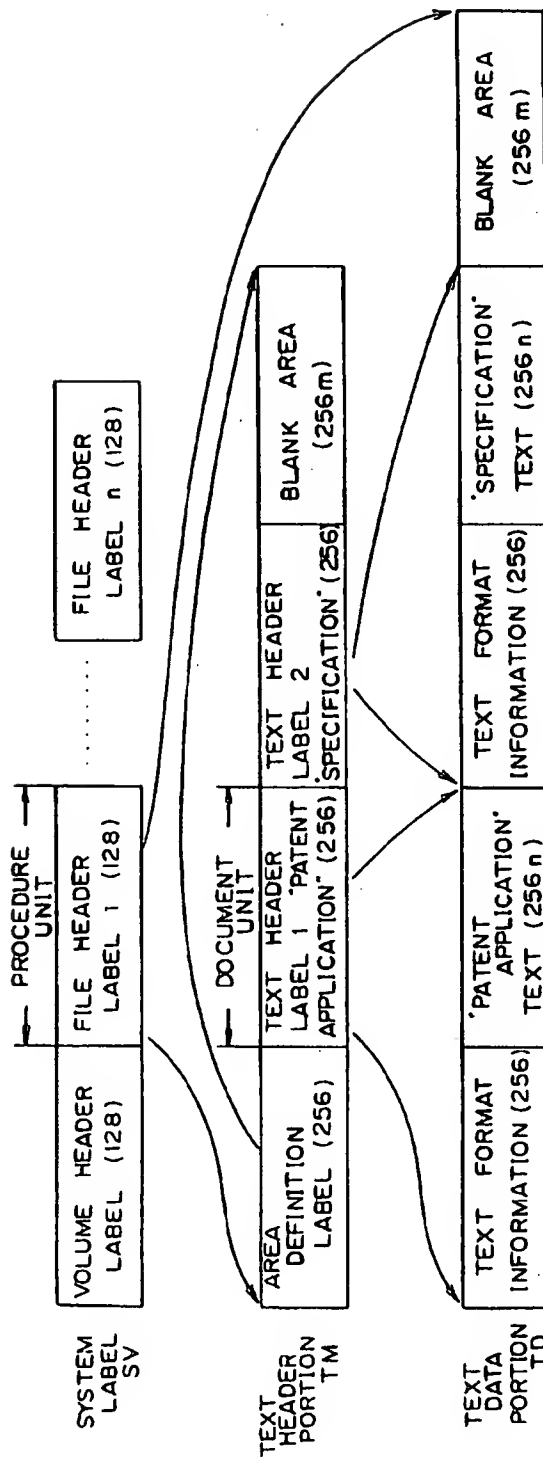 SYSTEM
LABEL
SV
VOLUME HEADER
LABEL (128)
PROCEDURE
UNIT
FILE HEADER
LABEL 1 (128)
FILE HEADER
LABEL n (128)
TEXT
HEADER
PORTION
TM
AREA
DEFINITION
LABEL (256)
DOCUMENT
UNIT
TEXT HEADER
LABEL 1 "PATENT
APPLICATION" (256)
TEXT HEADER
LABEL 2
"SPECIFICATION" (256)
BLANK AREA
(256m)
TEXT
DATA
PORTION
TD
TEXT FORMAT
INFORMATION (256)
"PATENT
APPLICATION"
TEXT (256n)
TEXT FORMAT
INFORMATION (256)
"SPECIFICATION"
TEXT (256n)
BLANK AREA
(256m)